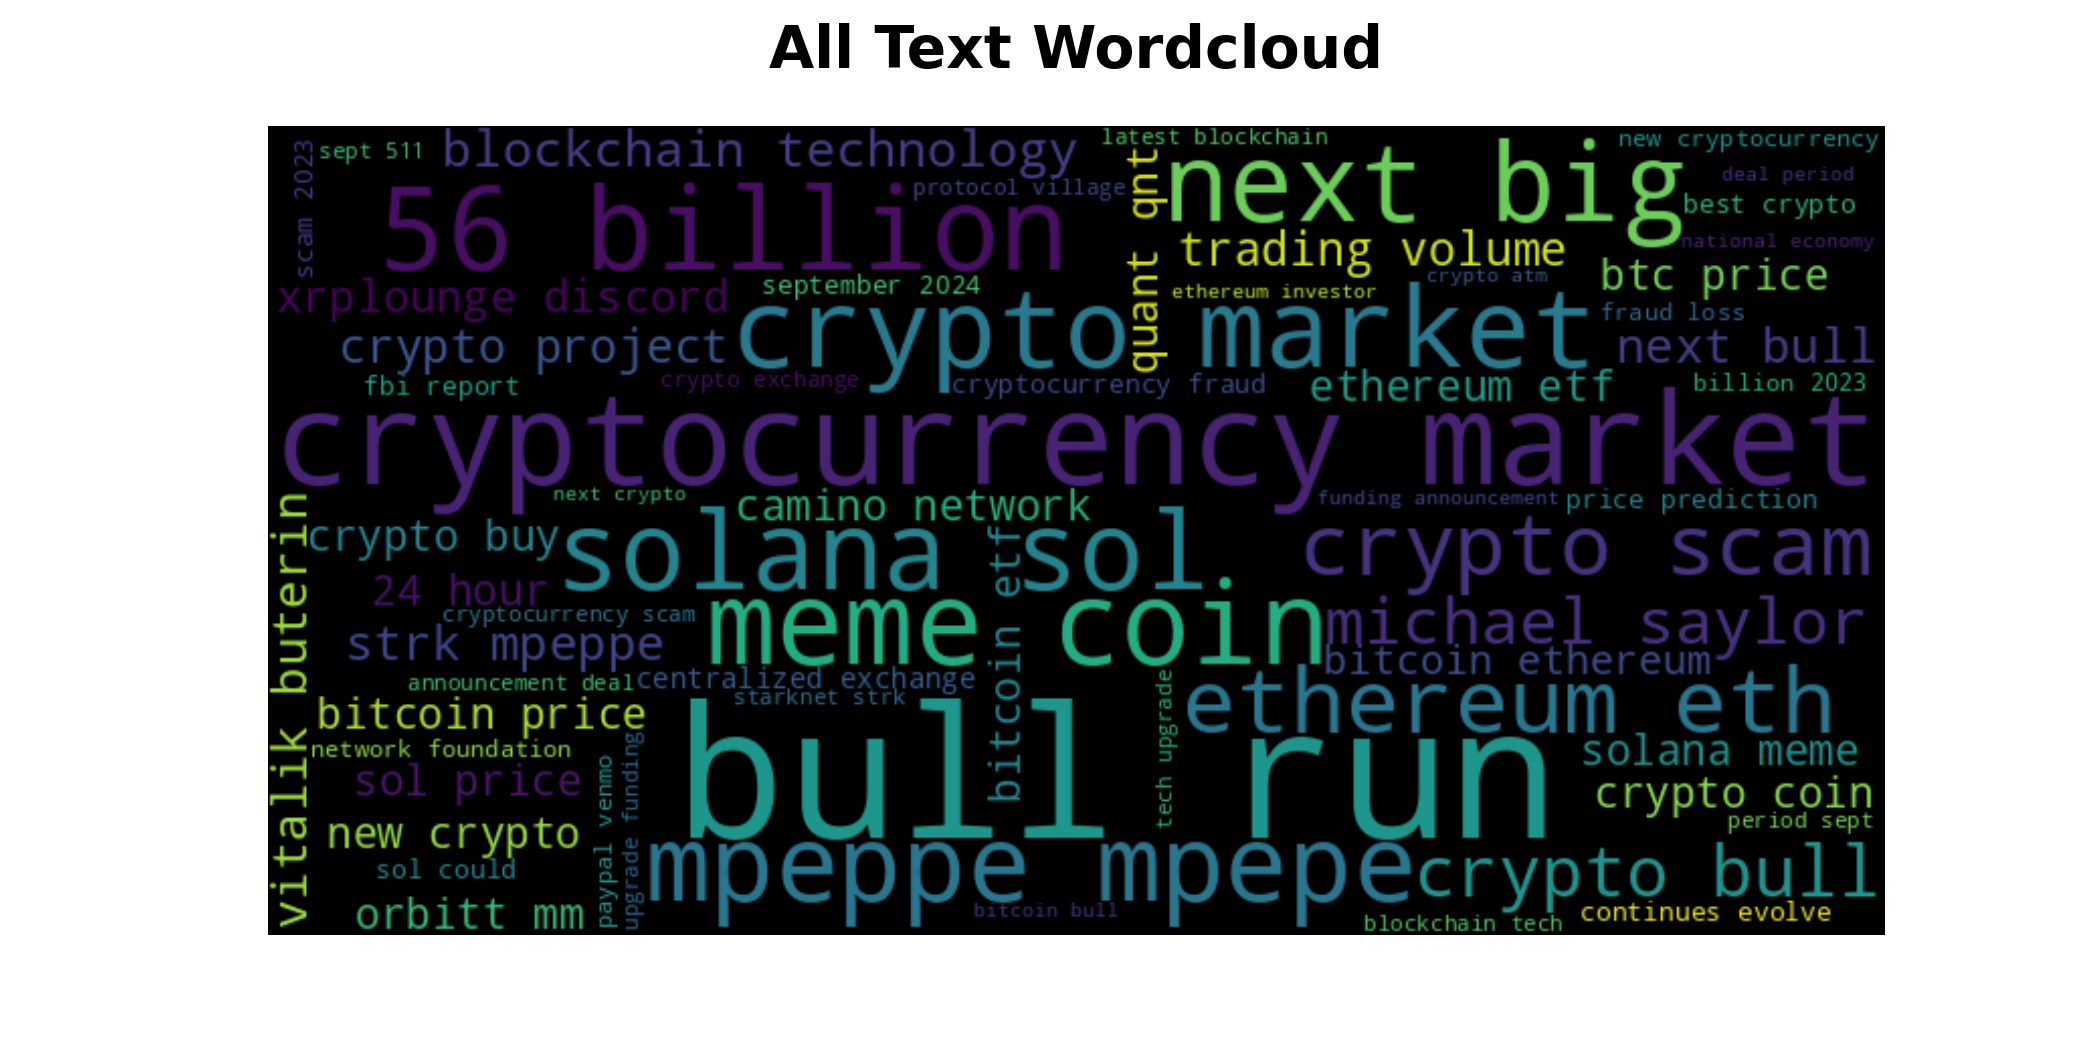 All Text Wordcloud
scam 2023
sept 511
blockchain technology
latest blockchain
new cryptocurrency
56 billion
protocol village
quant qnt
next big
deal period
best crypto
trading volume
national economy
xrplounge discord
september 2024
ethereum investor
crypto atm
btc price
crypto project
crypto market
fraud loss
next bull
fbi report
crypto exchange
cryptocurrency fraud
ethereum etf
billion 2023
cryptocurrency market
vitalik buterin
next crypto
camino network
funding announcement
price prediction
crypto buy
solana sol
bitcoin etf
crypto scam
24 hour
cryptocurrency scam
meme coin
michael saylor
strk mpeppe
bitcoin ethereum
announcement deal
centralized exchange
starknet strk
tech upgrade
ethereum eth
bitcoin price
network foundation
bull run
solana meme
sol price
paypal venmo
upgrade funding
crypto coin
new crypto
period sept
sol could
mpeppe mpepe
crypto bull
orbitt mm
bitcoin bull
blockchain tech
continues evolve